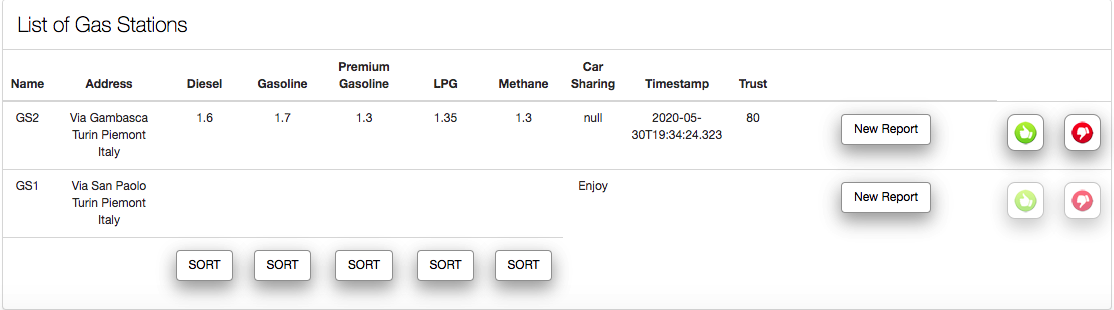 List of Gas Stations
Name Address Diesel Gasoline Premium Gasoline LPG Methane Car Sharing Timestamp Trust
GS2 Via Gambasca Turin Piemont Italy 1.6 1.7 1.3 1.35 1.3 null 2020-05-30T19:34:24.323 80 New Report
GS1 Via San Paolo Turin Piemont Italy Enjoy New Report
SORT SORT SORT SORT SORT